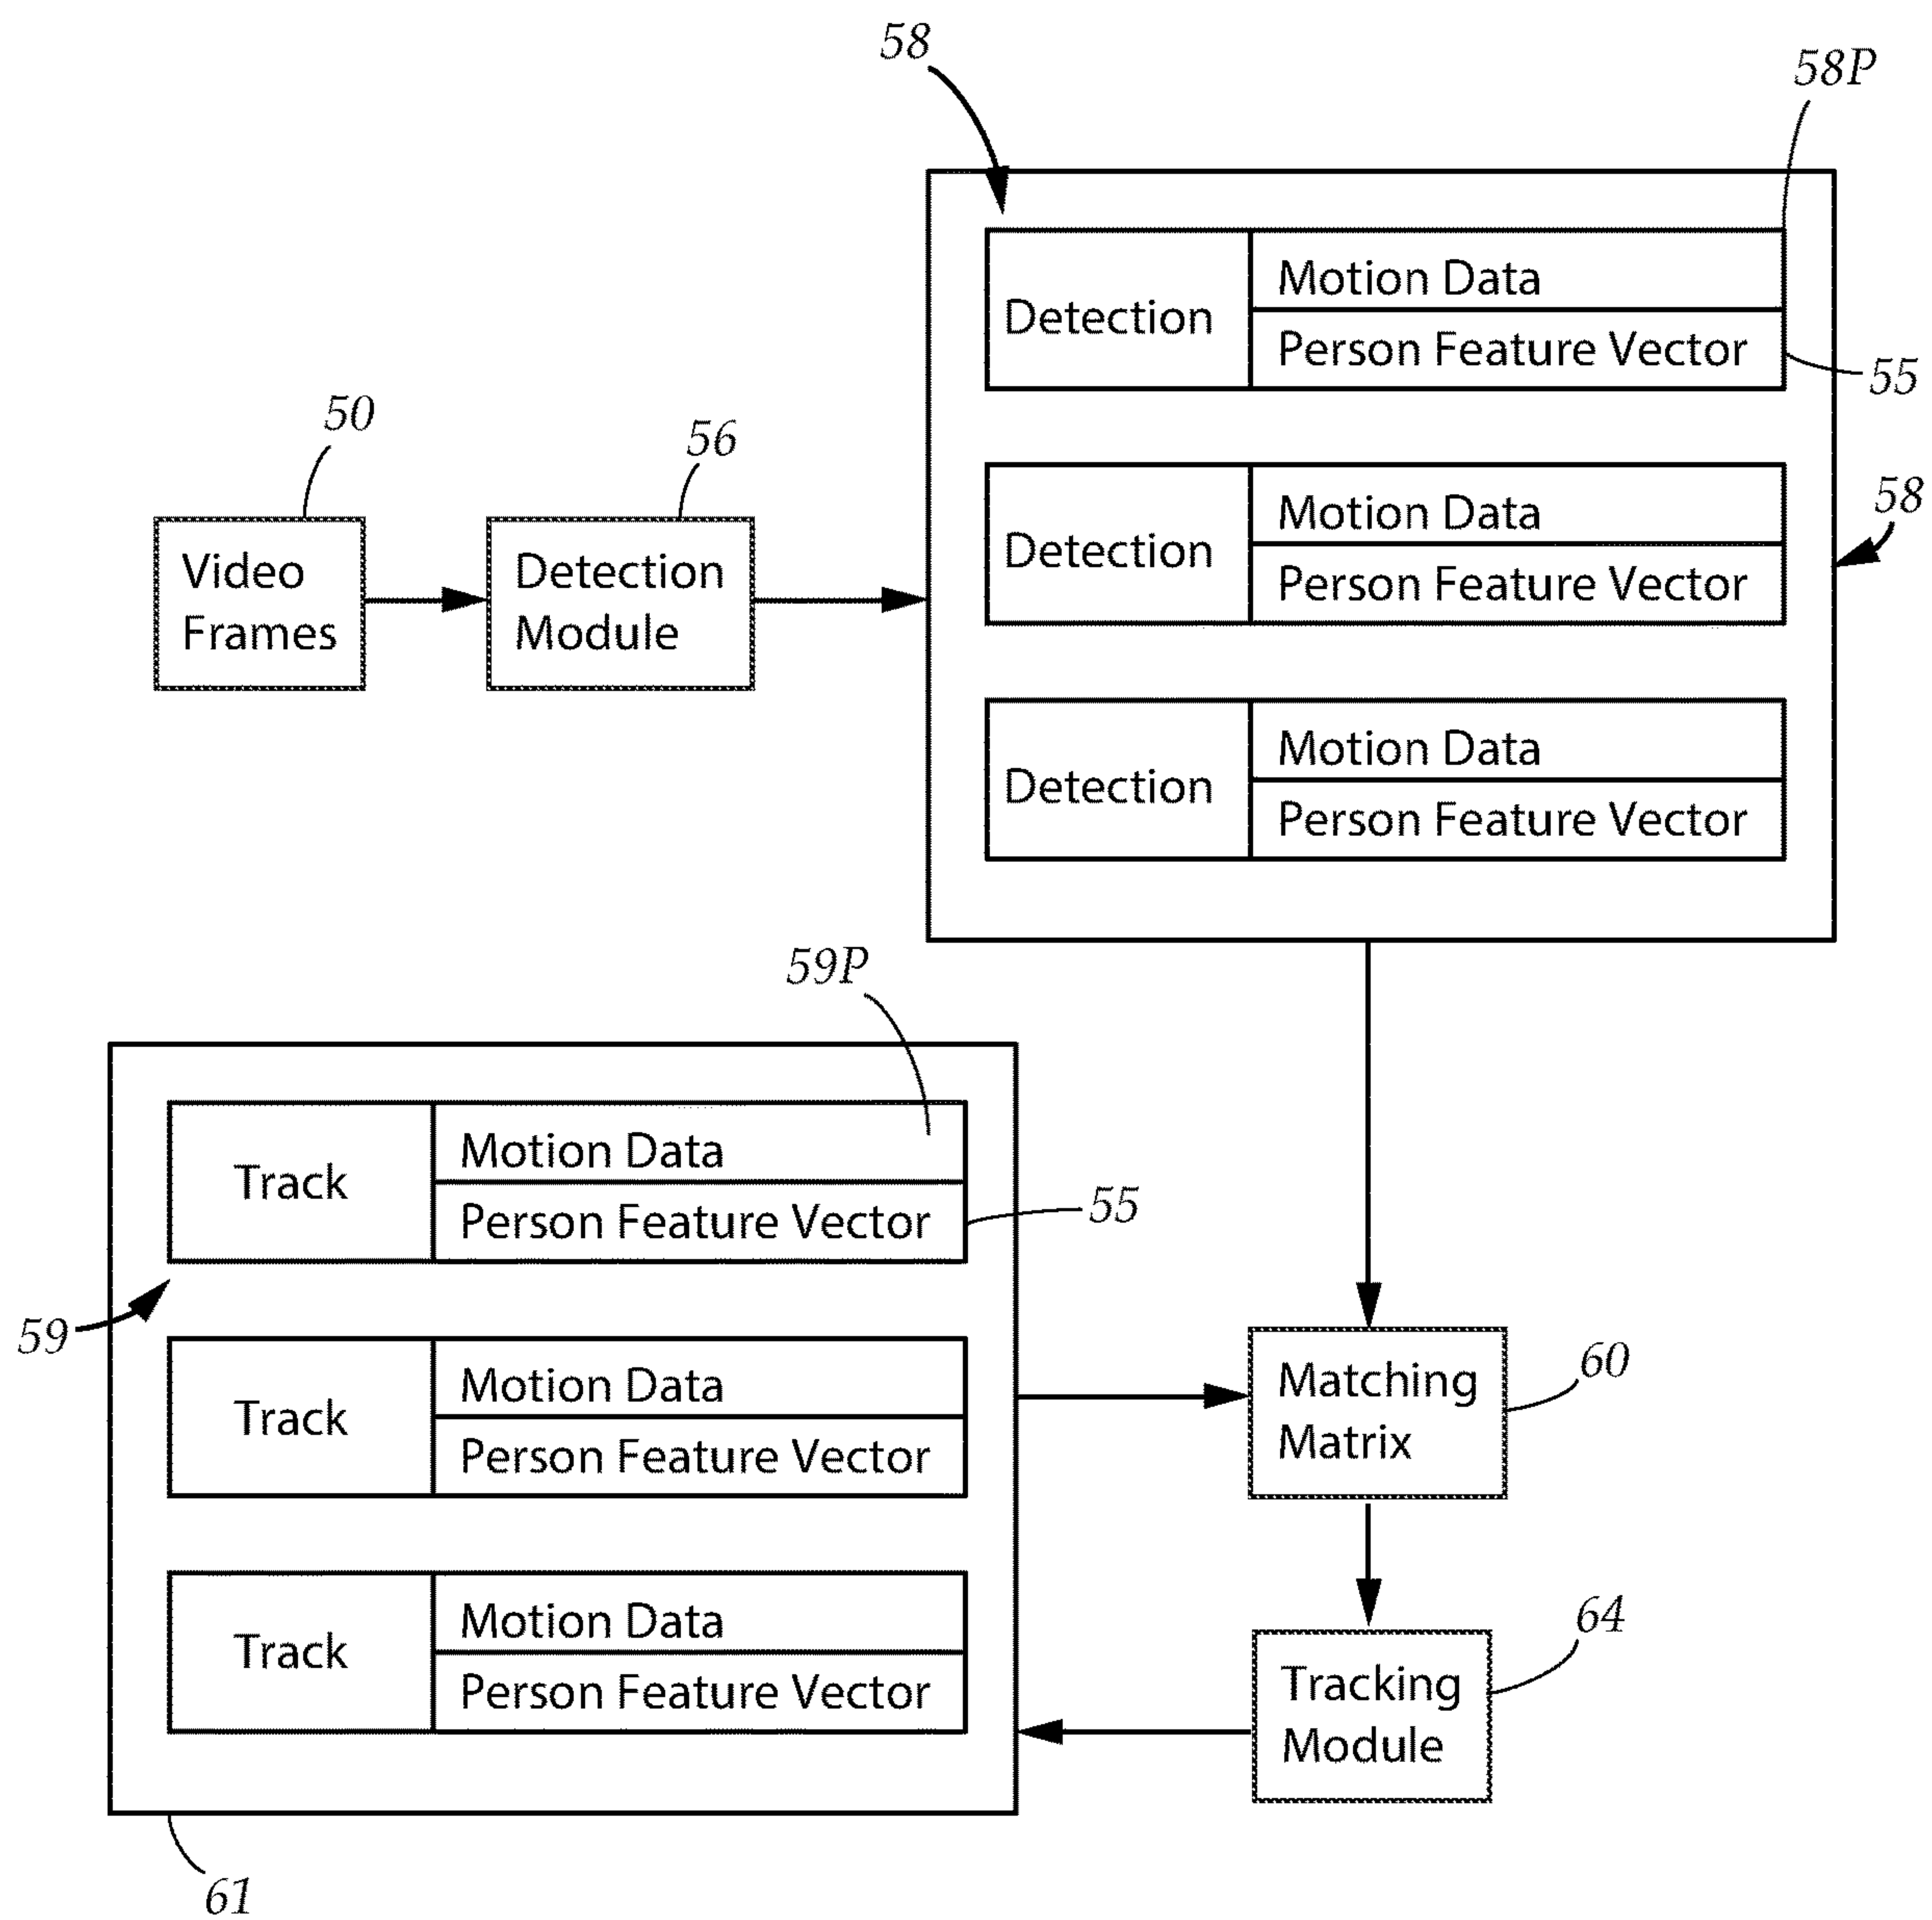 58
58P
Detection
Motion Data
Person Feature Vector
55
50
56
Video
Frames
Detection
Module
Detection
Motion Data
Person Feature Vector
58
Detection
Motion Data
Person Feature Vector
59P
Track
Motion Data
Person Feature Vector
55
59
Track
Motion Data
Person Feature Vector
Matching
Matrix
60
Track
Motion Data
Person Feature Vector
Tracking
Module
64
61